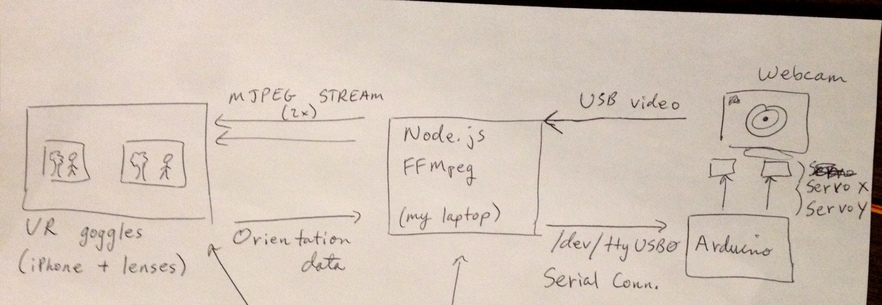 Webcam
MJPEG STREAM
(2x)
USB video
Node.js
FFmpeg
(my laptop)
Servo X
Servo Y
VR goggles
(iPhone + lenses)
Orientation
data
/dev/ttyUSB0
Serial Conn.
Arduino